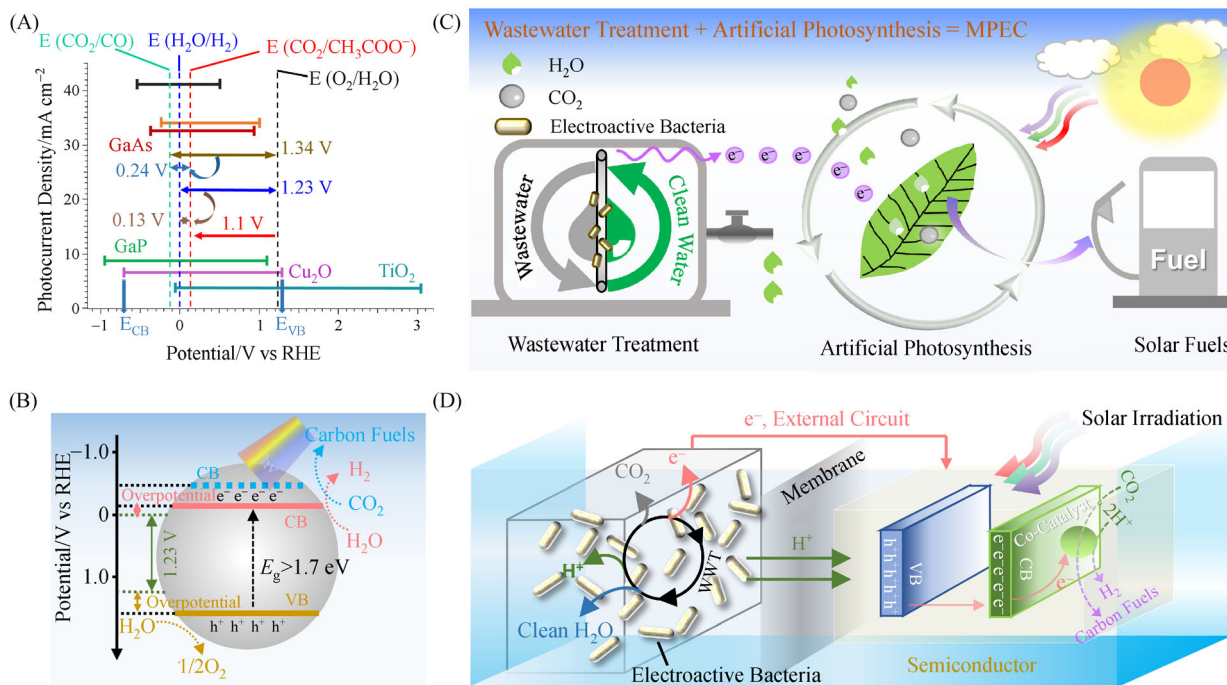 (A)
E (CO₂/CO)
E (H₂O/H₂)
E (CO₂/CH₃COO⁻)
E (O₂/H₂O)
Photocurrent Density/mA cm⁻²
40
30
20
10
0
GaAs
1.34 V
0.24 V
1.23 V
0.13 V
1.1 V
GaP
Cu₂O
TiO₂
−1
0
1
2
3
E_CB
E_VB
Potential/V vs RHE
(B)
Potential/V vs RHE
-1.0
0
1.0
Carbon Fuels
hv
H₂
CB
e⁻ e⁻ e⁻ e⁻
CO₂
Overpotential
CB
H₂O
1.23 V
E_g>1.7 eV
Overpotential
VB
H₂O
h⁺ h⁺ h⁺ h⁺
1/2O₂
(C)
Wastewater Treatment + Artificial Photosynthesis = MPEC
H₂O
CO₂
Electroactive Bacteria
e⁻ e⁻ e⁻ e⁻ e⁻
Wastewater
Clean Water
Fuel
Wastewater Treatment
Artificial Photosynthesis
Solar Fuels
(D)
e⁻, External Circuit
Solar Irradiation
CO₂
e⁻
Membrane
H⁺
WWT
Clean H₂O
Electroactive Bacteria
H⁺
h⁺h⁺h⁺h⁺h⁺
VB
e⁻e⁻e⁻e⁻e⁻
CB
Co-Catalyst
e⁻
CO₂
2H⁺
H₂
Carbon Fuels
Semiconductor